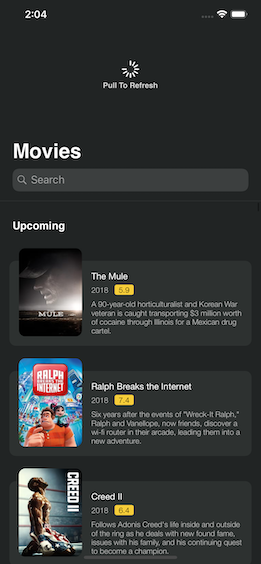 2:04
Pull To Refresh
Movies
Search
Upcoming
MULE
The Mule
2018 5.9
A 90-year-old horticulturalist and Korean War
veteran is caught transporting $3 million worth
of cocaine through Illinois for a Mexican drug
cartel.
RALPH
BREAKS THE
INTERNET
Ralph Breaks the Internet
2018 7.4
Six years after the events of "Wreck-It Ralph,"
Ralph and Vanellope, now friends, discover a
wi-fi router in their arcade, leading them into a
new adventure.
CREED II
Creed II
2018 6.4
Follows Adonis Creed's life inside and outside
of the ring as he deals with new found fame,
issues with his family, and his continuing quest
to become a champion.